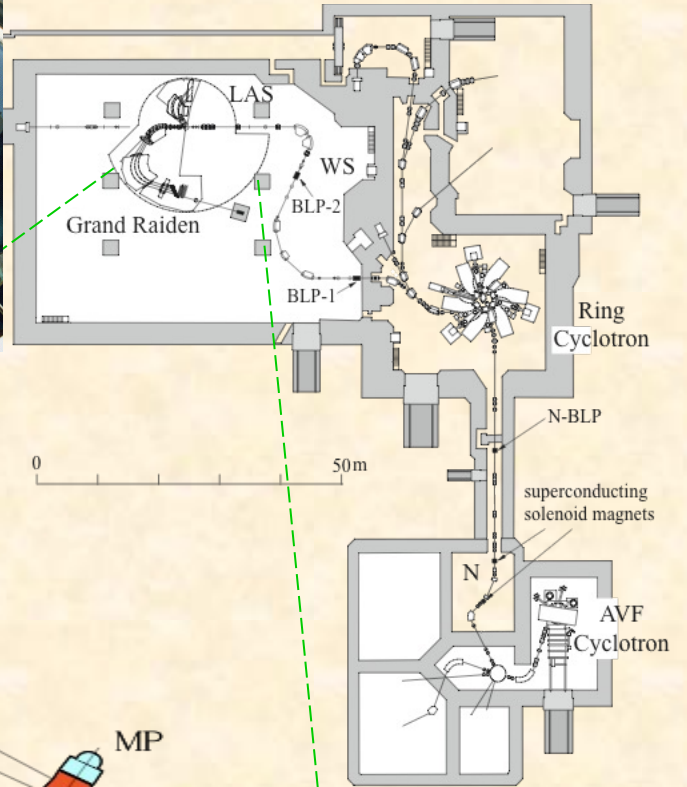 LAS
WS
BLP-2
Grand Raiden
BLP-1
Ring
Cyclotron
N-BLP
0
50m
superconducting
solenoid magnets
N
AVF
Cyclotron
MP